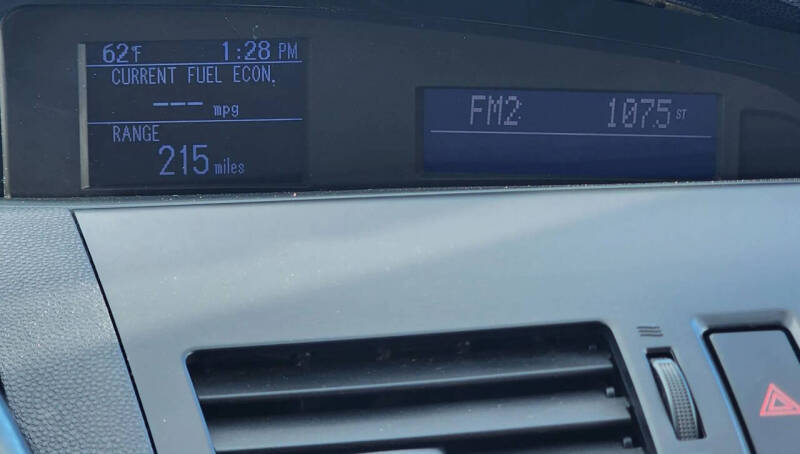 62°F 1:28 PM
CURRENT FUEL ECON.
--- mpg
RANGE
215 miles
FM2 107.5 ST